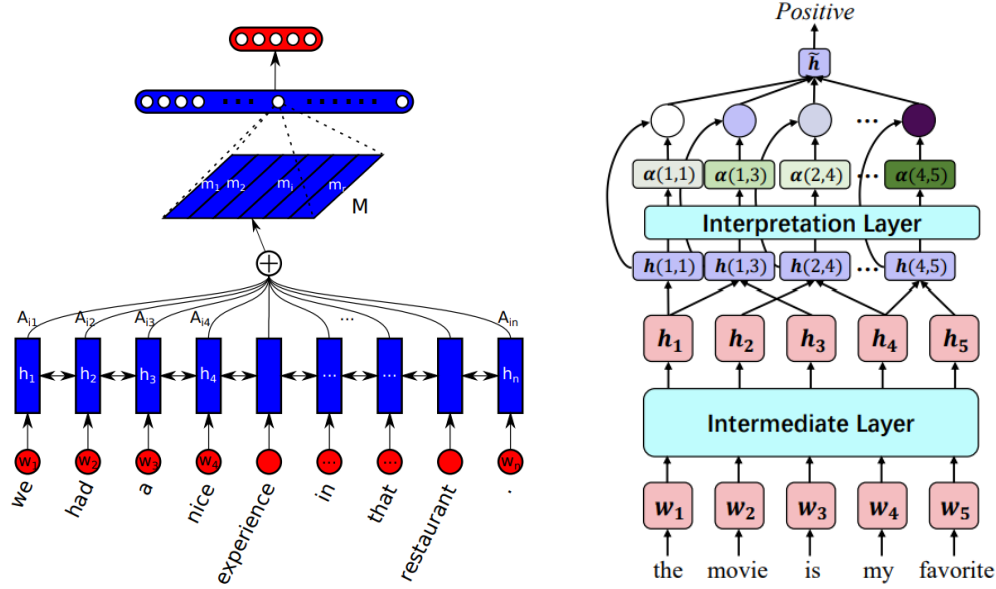 m₁ m₂ mᵢ mᵣ
M
Aᵢ₁ Aᵢ₂ Aᵢ₃ Aᵢ₄ ... Aᵢₙ
h₁ h₂ h₃ h₄ ... ... hₙ
w₁ w₂ w₃ w₄ ... ... wₙ
we had a nice experience in that restaurant .
Positive
h̃
...
α(1,1) α(1,3) α(2,4) ... α(4,5)
Interpretation Layer
h(1,1) h(1,3) h(2,4) ... h(4,5)
h₁ h₂ h₃ h₄ h₅
Intermediate Layer
w₁ w₂ w₃ w₄ w₅
the movie is my favorite